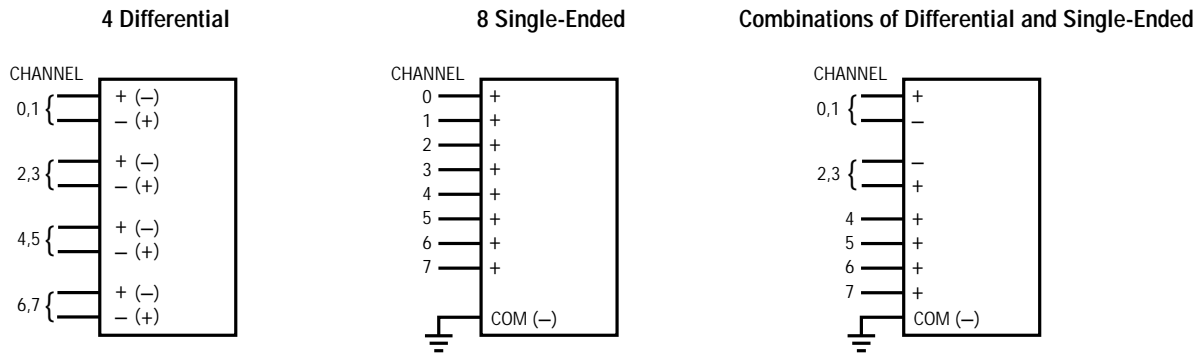 4 Differential
CHANNEL
0,1 { + (–)
– (+)
2,3 { + (–)
– (+)
4,5 { + (–)
– (+)
6,7 { + (–)
– (+)
8 Single-Ended
CHANNEL
0 +
1 +
2 +
3 +
4 +
5 +
6 +
7 +
COM (–)
Combinations of Differential and Single-Ended
CHANNEL
0,1 { +
–
2,3 { –
+
4 +
5 +
6 +
7 +
COM (–)